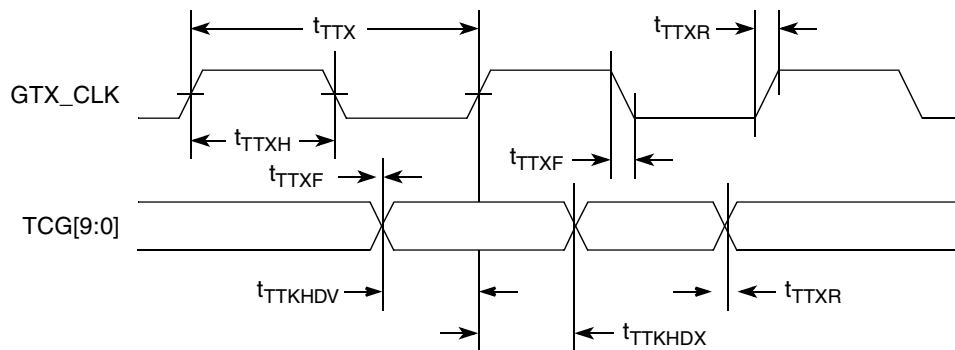 tTTX
tTTXR
GTX_CLK
tTTXH
tTTXF
tTTXF
TCG[9:0]
tTTKHDV
tTTXR
tTTKHDX